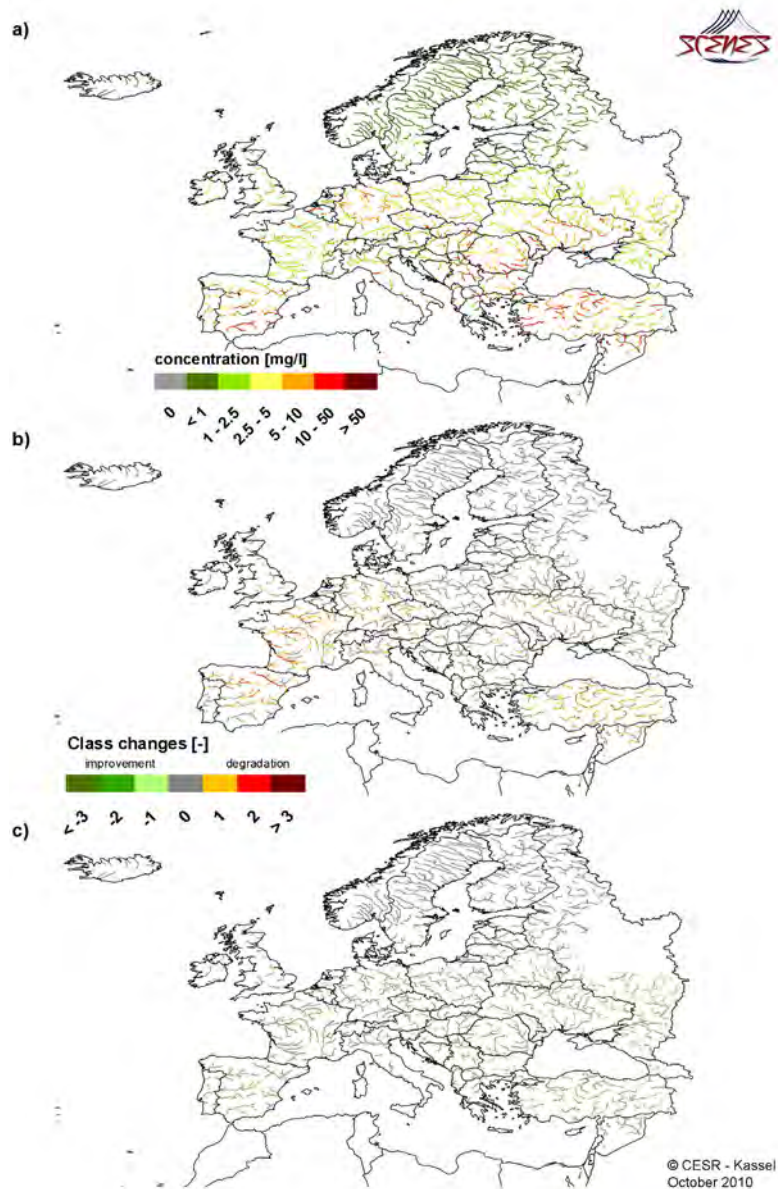 a)
SCENES
concentration [mg/l]
0
< 1
1 - 2.5
2.5 - 5
5 - 10
10 - 50
> 50
b)
Class changes [-]
improvement degradation
< -3
-2
-1
0
1
2
> 3
c)
© CESR - Kassel
October 2010